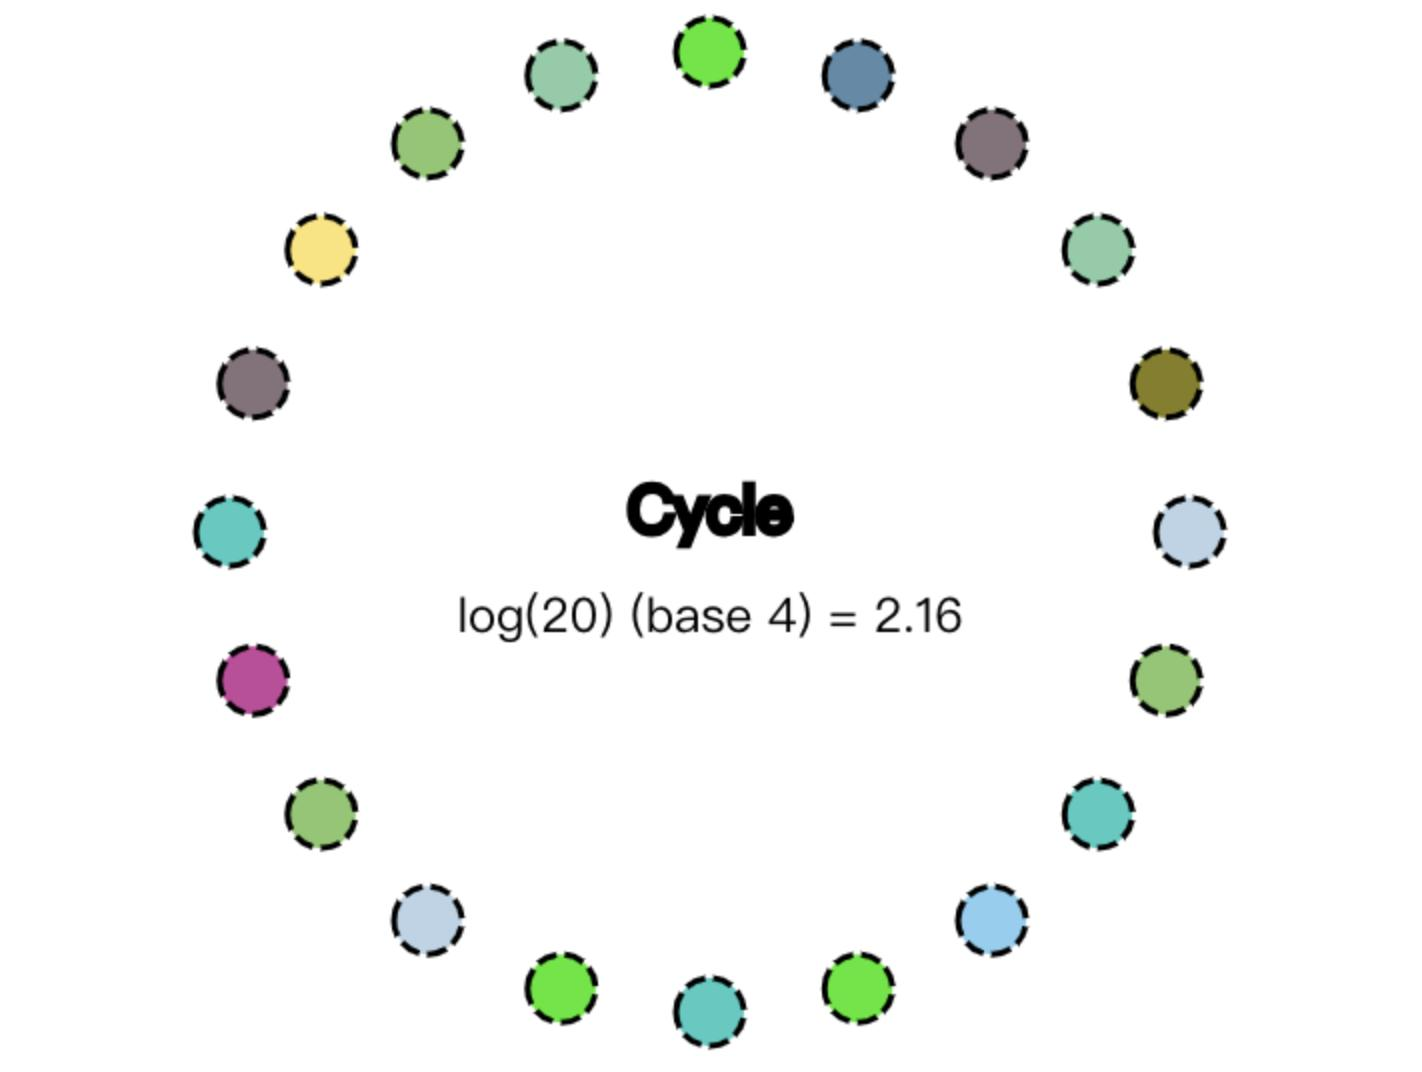 Cycle
log(20) (base 4) = 2.16